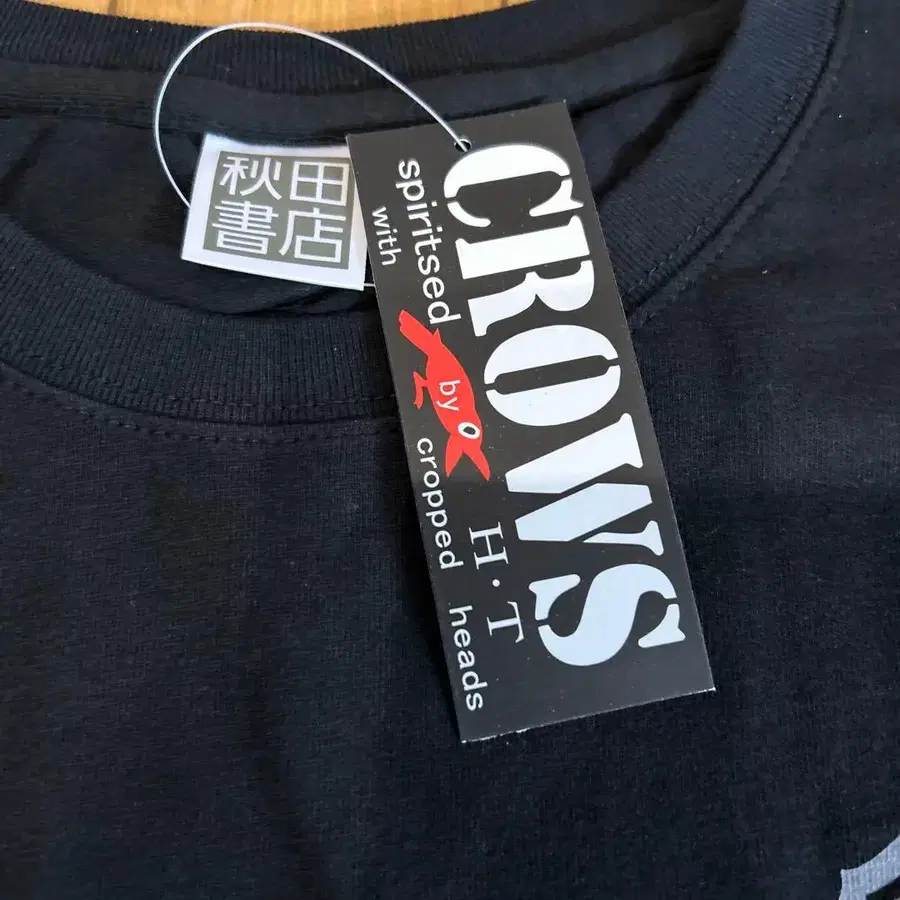 秋田
書店
CROWS
H·T
spiritsed
with
by
cropped heads